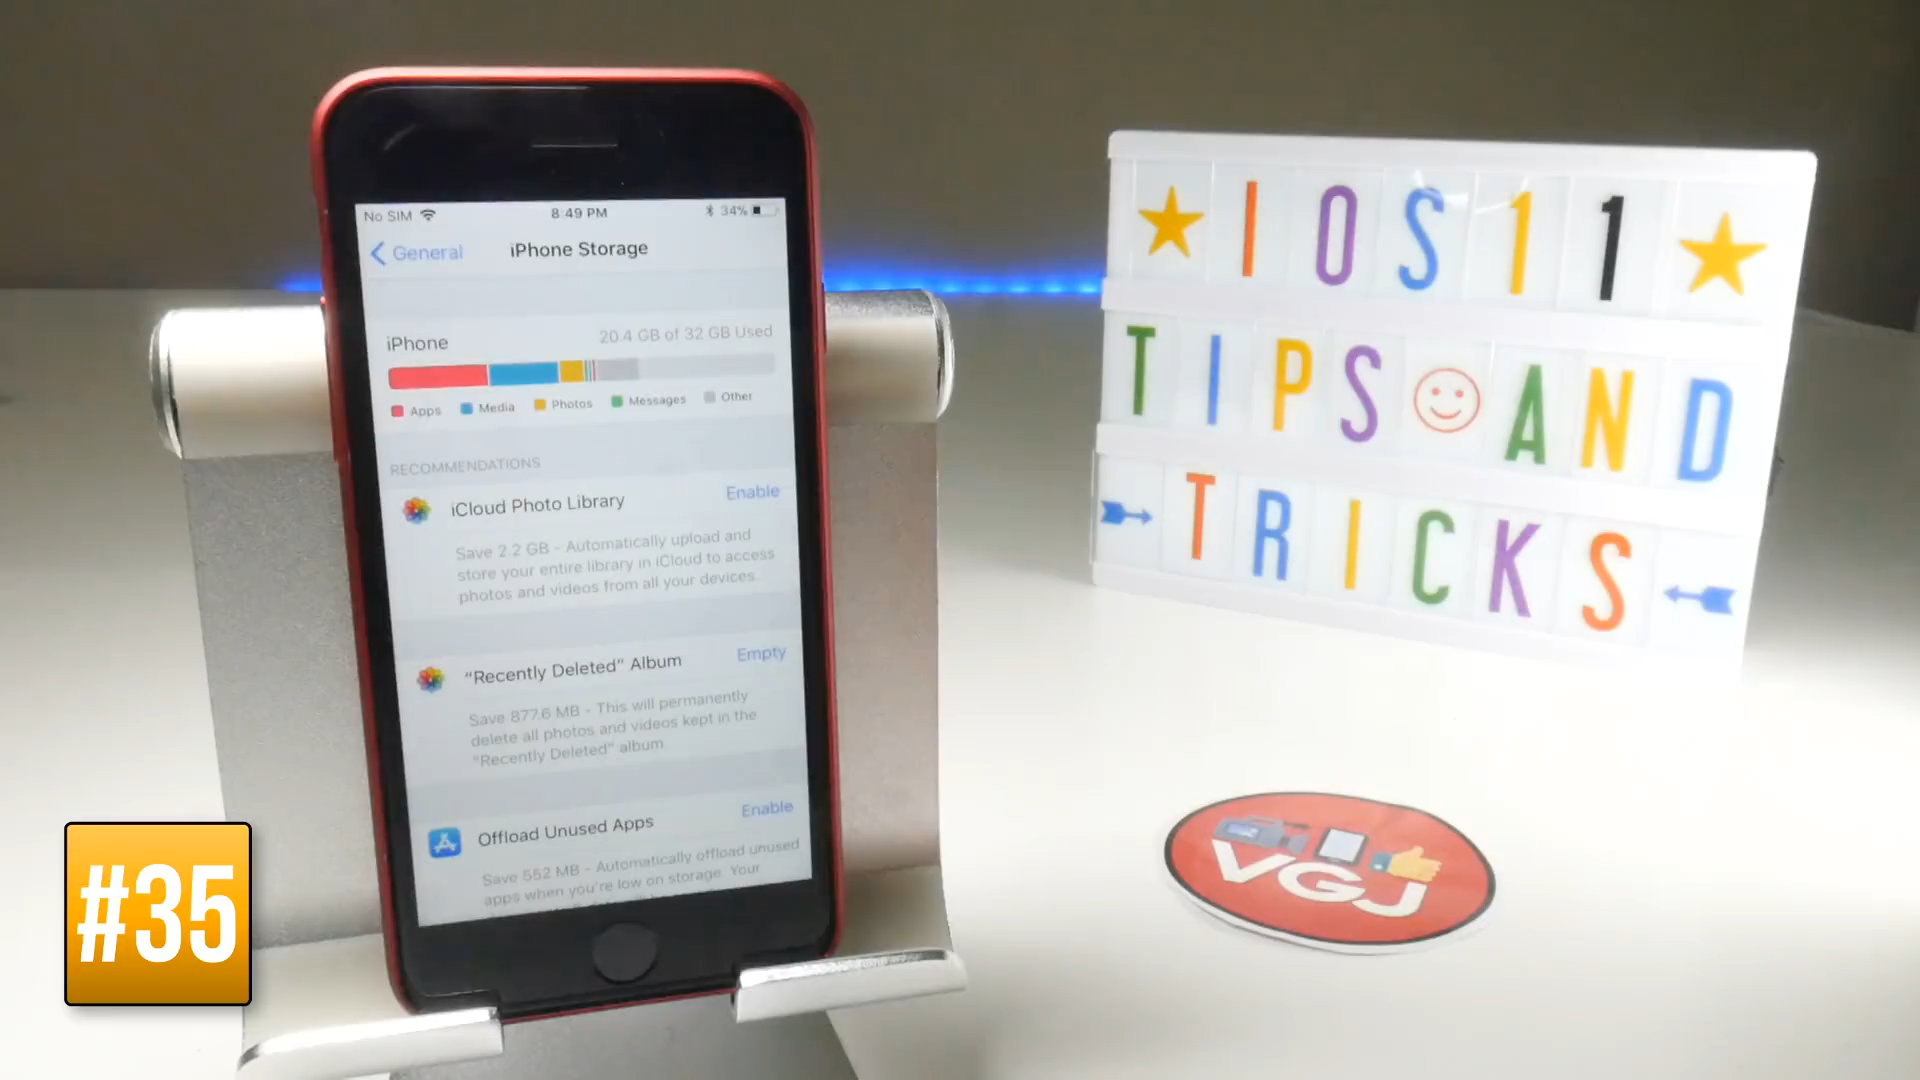 No SIM 8:49 PM 34%
General iPhone Storage
iPhone 20.4 GB of 32 GB Used
Apps Media Photos Messages Other
RECOMMENDATIONS
iCloud Photo Library Enable
Save 2.2 GB - Automatically upload and
store your entire library in iCloud to access
photos and videos from all your devices.
“Recently Deleted” Album Empty
Save 877.6 MB - This will permanently
delete all photos and videos kept in the
“Recently Deleted” album.
Offload Unused Apps Enable
Save 552 MB - Automatically offload unused
apps when you're low on storage. Your
IOS11
TIPS AND
TRICKS
VGJ
#35